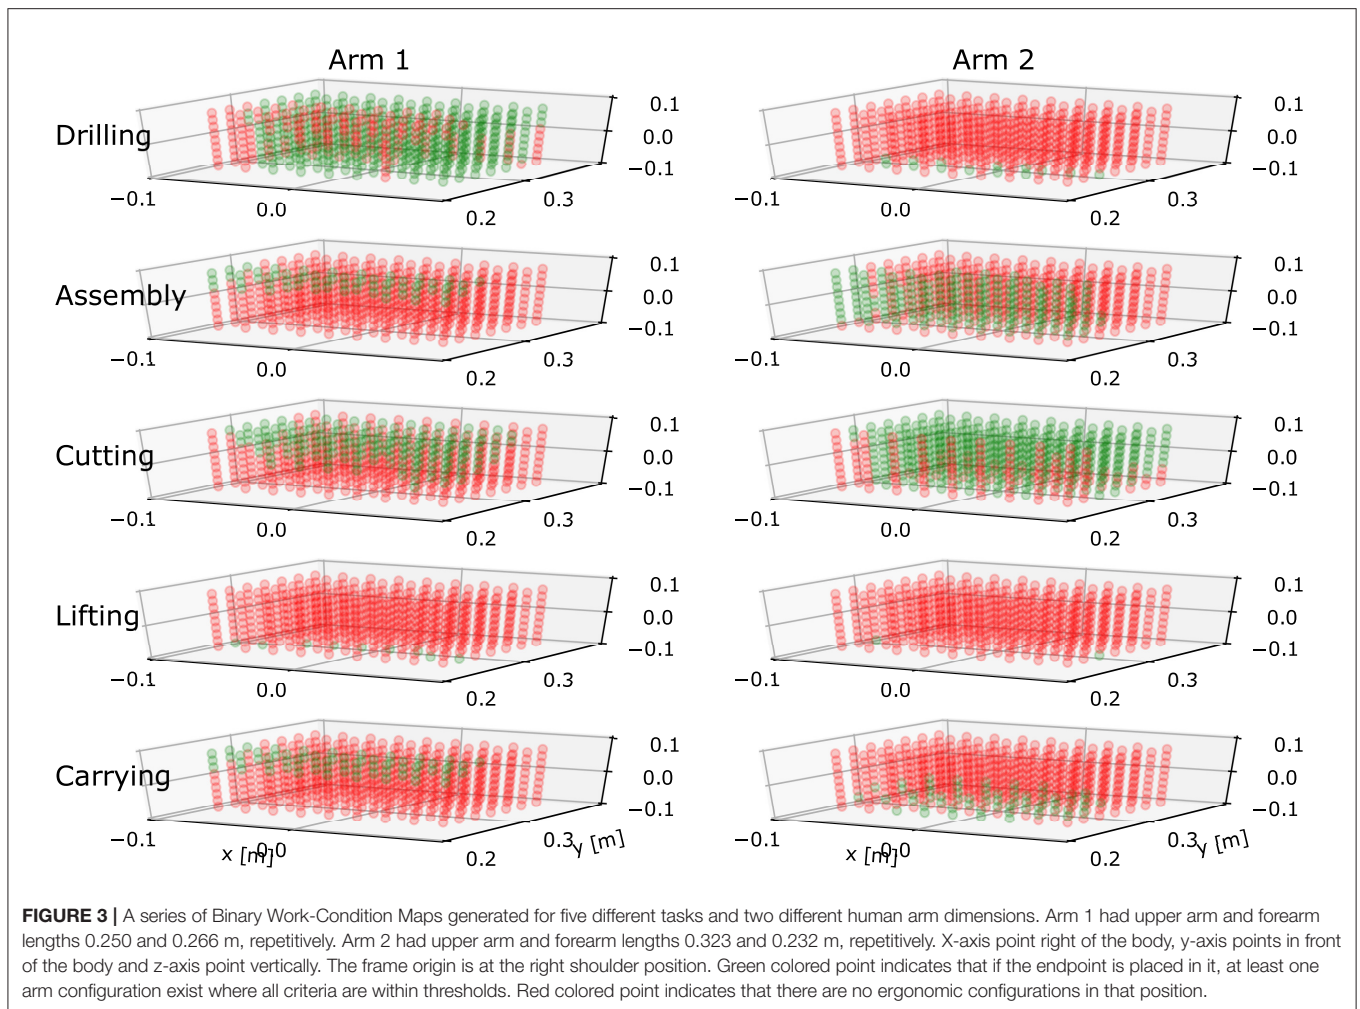 Arm 1 Arm 2
Drilling
0.1 0.1
0.0 0.0
−0.1 −0.1
−0.1 0.3 −0.1 0.3
0.0 0.2 0.0 0.2
Assembly
0.1 0.1
0.0 0.0
−0.1 −0.1
−0.1 0.3 −0.1 0.3
0.0 0.2 0.0 0.2
Cutting
0.1 0.1
0.0 0.0
−0.1 −0.1
−0.1 0.3 −0.1 0.3
0.0 0.2 0.0 0.2
Lifting
0.1 0.1
0.0 0.0
−0.1 −0.1
−0.1 0.3 −0.1 0.3
0.0 0.2 0.0 0.2
Carrying
0.1 0.1
0.0 0.0
−0.1 −0.1
−0.1 0.3 y [m] −0.1 0.3 y [m]
x [m] 0.0 0.2 x [m] 0.0 0.2
FIGURE 3 | A series of Binary Work-Condition Maps generated for five different tasks and two different human arm dimensions. Arm 1 had upper arm and forearm
lengths 0.250 and 0.266 m, repetitively. Arm 2 had upper arm and forearm lengths 0.323 and 0.232 m, repetitively. X-axis point right of the body, y-axis points in front
of the body and z-axis point vertically. The frame origin is at the right shoulder position. Green colored point indicates that if the endpoint is placed in it, at least one
arm configuration exist where all criteria are within thresholds. Red colored point indicates that there are no ergonomic configurations in that position.